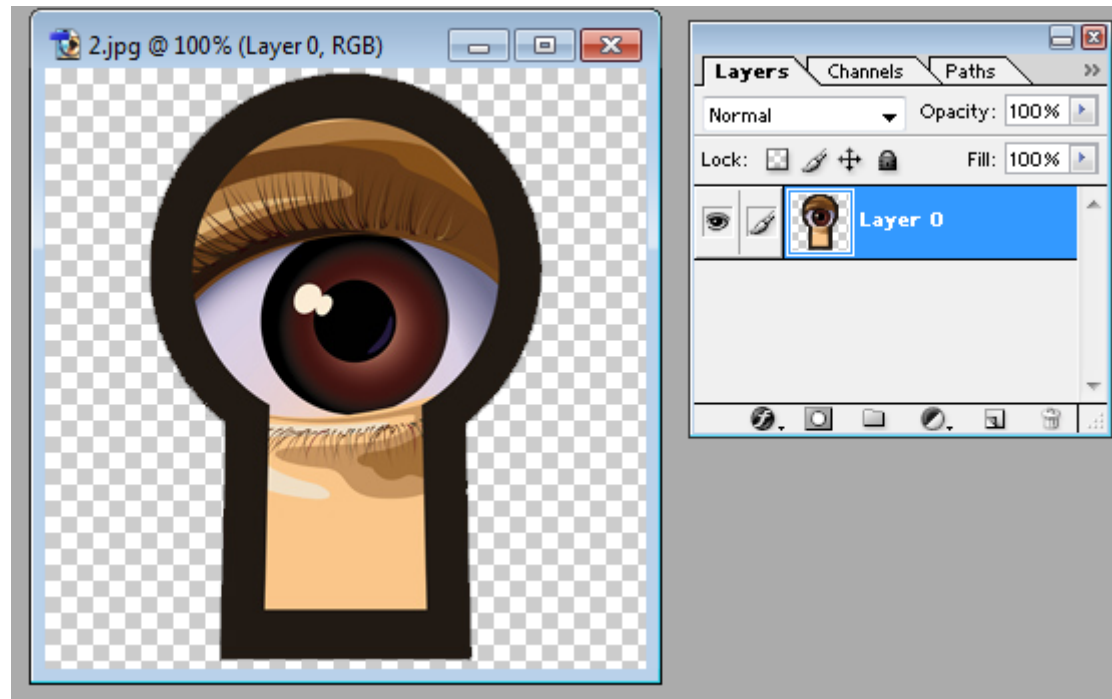 2.jpg @ 100% (Layer 0, RGB)
Layers Channels Paths
Normal Opacity: 100%
Lock: Fill: 100%
Layer 0